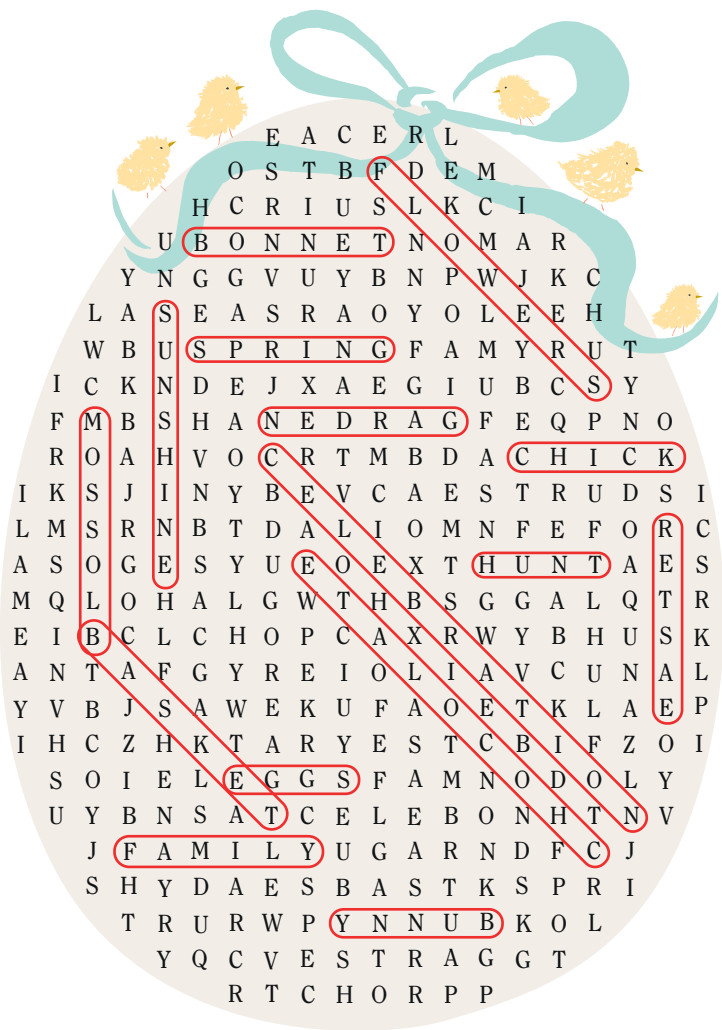 E A C E R L
O S T B F D E M
H C R I U S L K C I
U B O N N E T N O M A R
Y N G G V U Y B N P W J K C
L A S E A S R A O Y O L E E H
W B U S P R I N G F A M Y R U T
I C K N D E J X A E G I U B C S Y
F M B S H A N E D R A G F E Q P N O
R O A H V O C R T M B D A C H I C K
I K S J I N Y B E V C A E S T R U D S I
L M S R N B T D A L I O M N F E F O R C
A S O G E S Y U E O E X T H U N T A E S
M Q L O H A L G W T H B S G G A L Q T R
E I B C L C H O P C A X R W Y B H U S K
A N T A F G Y R E I O L I A V C U N A L
Y V B J S A W E K U F A O E T K L A E P
I H C Z H K T A R Y E S T C B I F Z O I
S O I E L E G G S F A M N O D O L Y
U Y B N S A T C E L E B O N H T N V
J F A M I L Y U G A R N D F C J
S H Y D A E S B A S T K S P R I
T R U R W P Y N N U B K O L
Y Q C V E S T R A G G T
R T C H O R P P